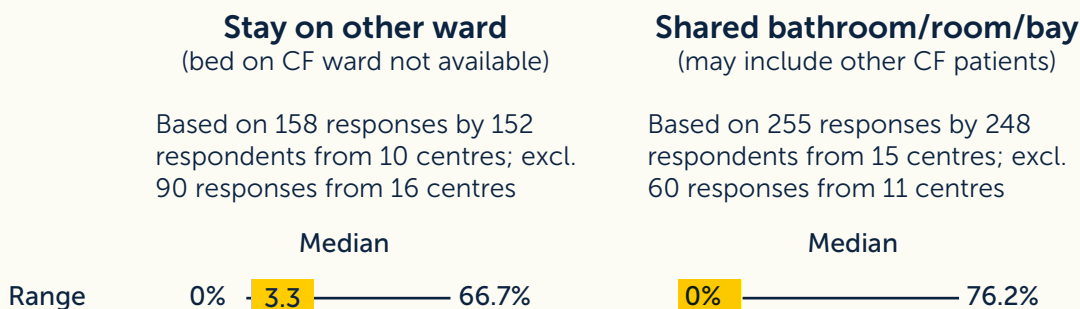 Stay on other ward
(bed on CF ward not available)
Based on 158 responses by 152
respondents from 10 centres; excl.
90 responses from 16 centres
Shared bathroom/room/bay
(may include other CF patients)
Based on 255 responses by 248
respondents from 15 centres; excl.
60 responses from 11 centres
Median
Median
Range 0% 3.3 66.7% 0% 76.2%